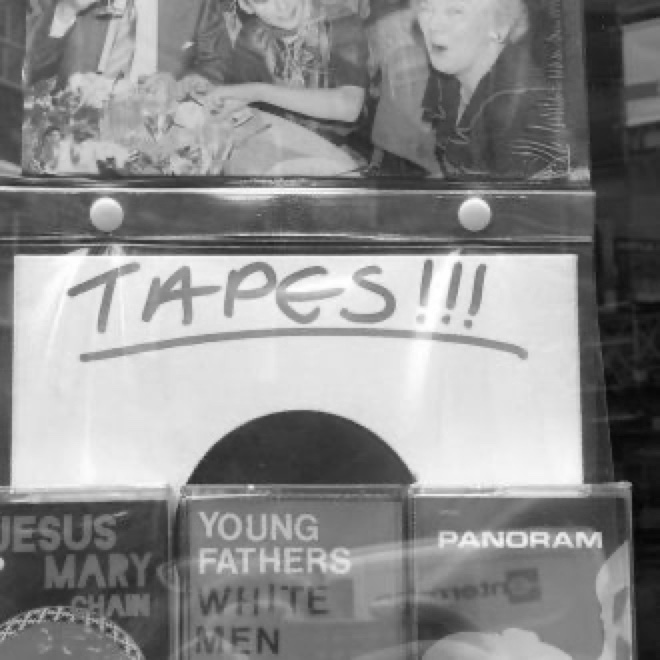 TAPES!!!
JESUS
MARY
CHAIN
YOUNG
FATHERS
WHITE
MEN
PANORAM